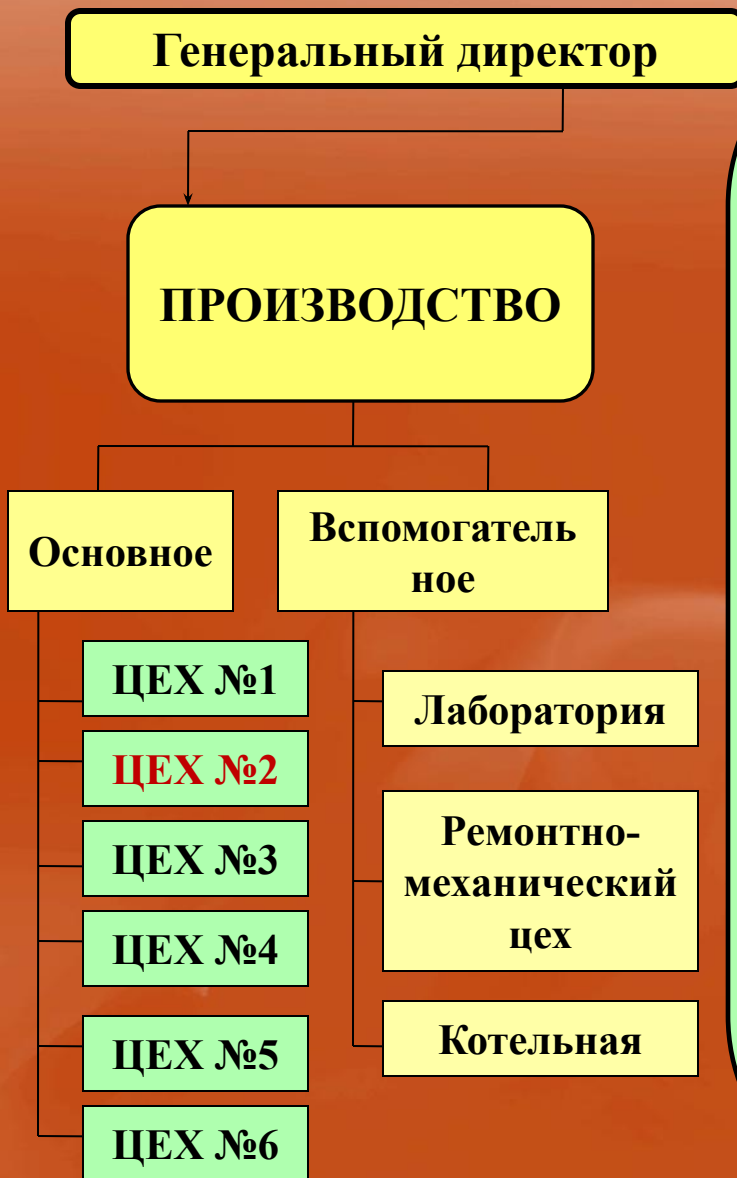 Генеральный директор
ПРОИЗВОДСТВО
Основное
Вспомогатель
ное
ЦЕХ №1
ЦЕХ №2
ЦЕХ №3
ЦЕХ №4
ЦЕХ №5
ЦЕХ №6
Лаборатория
Ремонтно-
механический
цех
Котельная